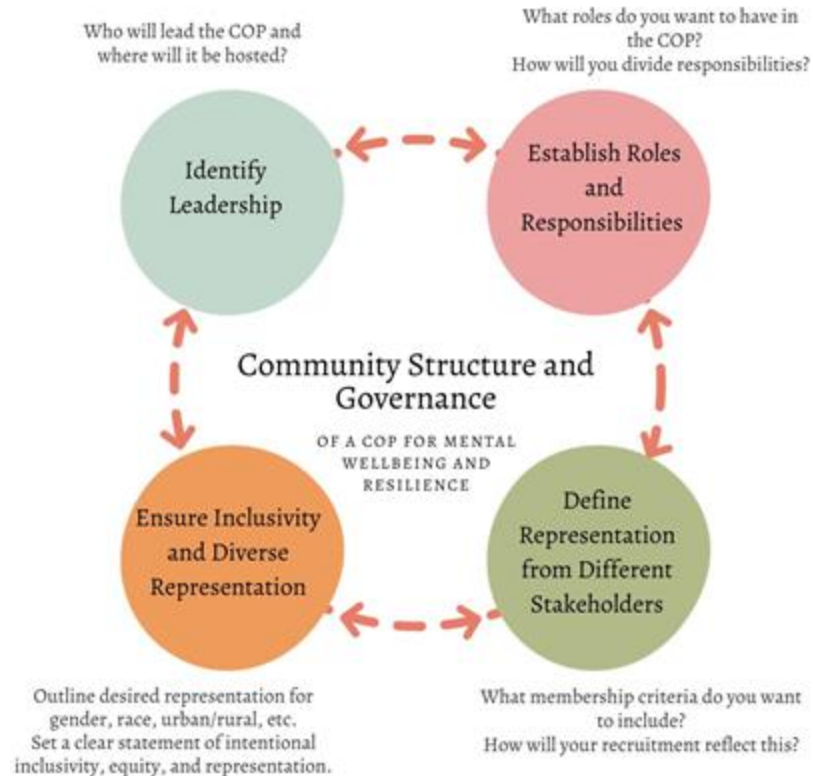 Who will lead the COP and
where will it be hosted?
What roles do you want to have in
the COP?
How will you divide responsibilities?
Identify
Leadership
Establish Roles
and
Responsibilities
Community Structure and
Governance
OF A COP FOR MENTAL
WELLBEING AND
RESILIENCE
Ensure Inclusivity
and Diverse
Representation
Define
Representation
from Different
Stakeholders
Outline desired representation for
gender, race, urban/rural, etc.
Set a clear statement of intentional
inclusivity, equity, and representation.
What membership criteria do you want
to include?
How will your recruitment reflect this?